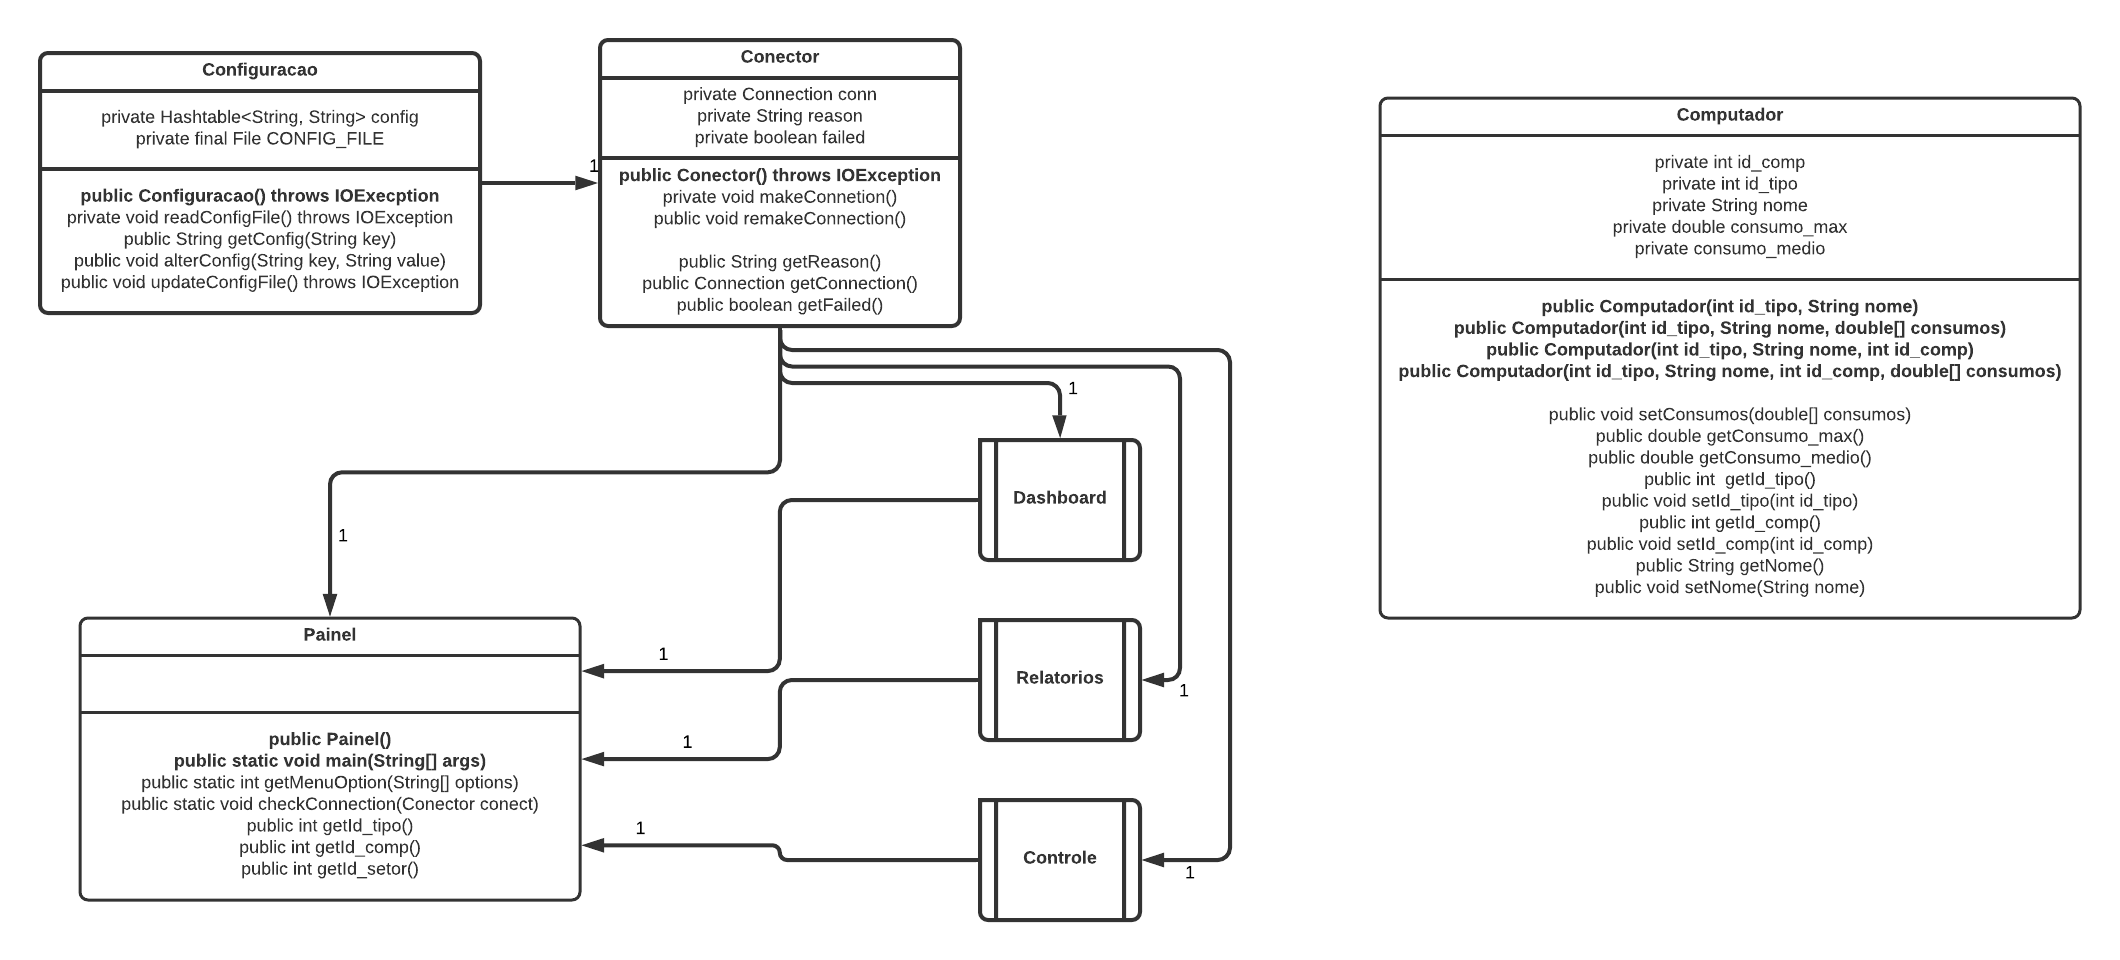 Configuracao
private Hashtable<String, String> config
private final File CONFIG_FILE
public Configuracao() throws IOExecption
private void readConfigFile() throws IOException
public String getConfig(String key)
public void alterConfig(String key, String value)
public void updateConfigFile() throws IOException
1
Conector
private Connection conn
private String reason
private boolean failed
public Conector() throws IOException
private void makeConnetion()
public void remakeConnection()
public String getReason()
public Connection getConnection()
public boolean getFailed()
Computador
private int id_comp
private int id_tipo
private String nome
private double consumo_max
private consumo_medio
public Computador(int id_tipo, String nome)
public Computador(int id_tipo, String nome, double[] consumos)
public Computador(int id_tipo, String nome, int id_comp)
public Computador(int id_tipo, String nome, int id_comp, double[] consumos)
public void setConsumos(double[] consumos)
public double getConsumo_max()
public double getConsumo_medio()
public int  getId_tipo()
public void setId_tipo(int id_tipo)
public int getId_comp()
public void setId_comp(int id_comp)
public String getNome()
public void setNome(String nome)
1
Dashboard
1
1
Relatorios
1
1
Controle
1
1
Painel
public Painel()
public static void main(String[] args)
public static int getMenuOption(String[] options)
public static void checkConnection(Conector conect)
public int getId_tipo()
public int getId_comp()
public int getId_setor()